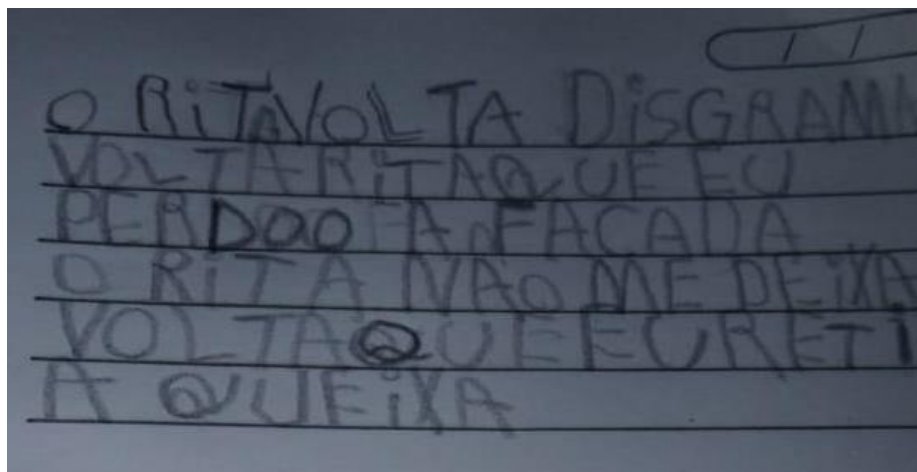 O RiTA VOLTA DiSGRAMA
VOLTA RiTA QUE EU
PERDOO A FACADA
O RiTA NÃO ME DEiXA
VOLTA QUE EU RETi
A QUEiXA